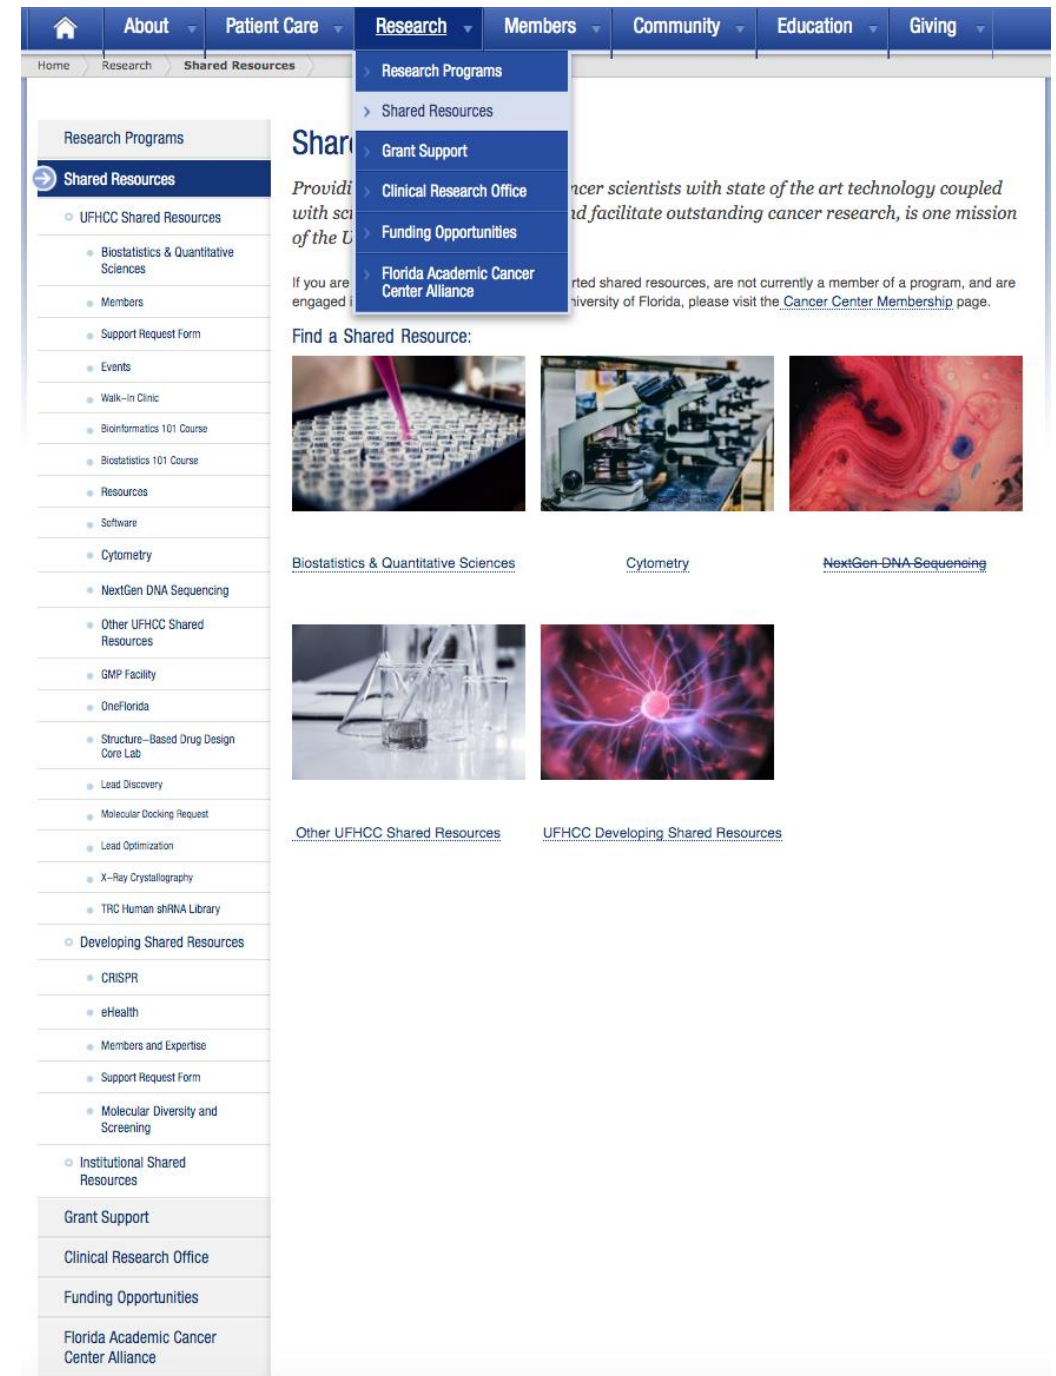 About
Patient Care
Research
Members
Community
Education
Giving
Home
Research
Shared Resources
Research Programs
Shared Resources
Grant Support
Clinical Research Office
Funding Opportunities
Florida Academic Cancer
Center Alliance
Research Programs
Shared Resources
UFHCC Shared Resources
Biostatistics & Quantitative
Sciences
Members
Support Request Form
Events
Walk-In Clinic
Bioinformatics 101 Course
Biostatistics 101 Course
Resources
Software
Cytometry
NextGen DNA Sequencing
Other UFHCC Shared
Resources
GMP Facility
OneFlorida
Structure-Based Drug Design
Core Lab
Lead Discovery
Molecular Docking Request
Lead Optimization
X-Ray Crystallography
TRC Human shRNA Library
Developing Shared Resources
CRISPR
eHealth
Members and Expertise
Support Request Form
Molecular Diversity and
Screening
Institutional Shared
Resources
Grant Support
Clinical Research Office
Funding Opportunities
Florida Academic Cancer
Center Alliance
scientists with state of the art technology coupled
with facilitate outstanding cancer research, is one mission
of the
If you are shared resources, are not currently a member of a program, and are
engaged of Florida, please visit the Cancer Center Membership page.
Find a Shared Resource:
Biostatistics & Quantitative Sciences
Cytometry
NextGen DNA Sequencing
Other UFHCC Shared Resources
UFHCC Developing Shared Resources